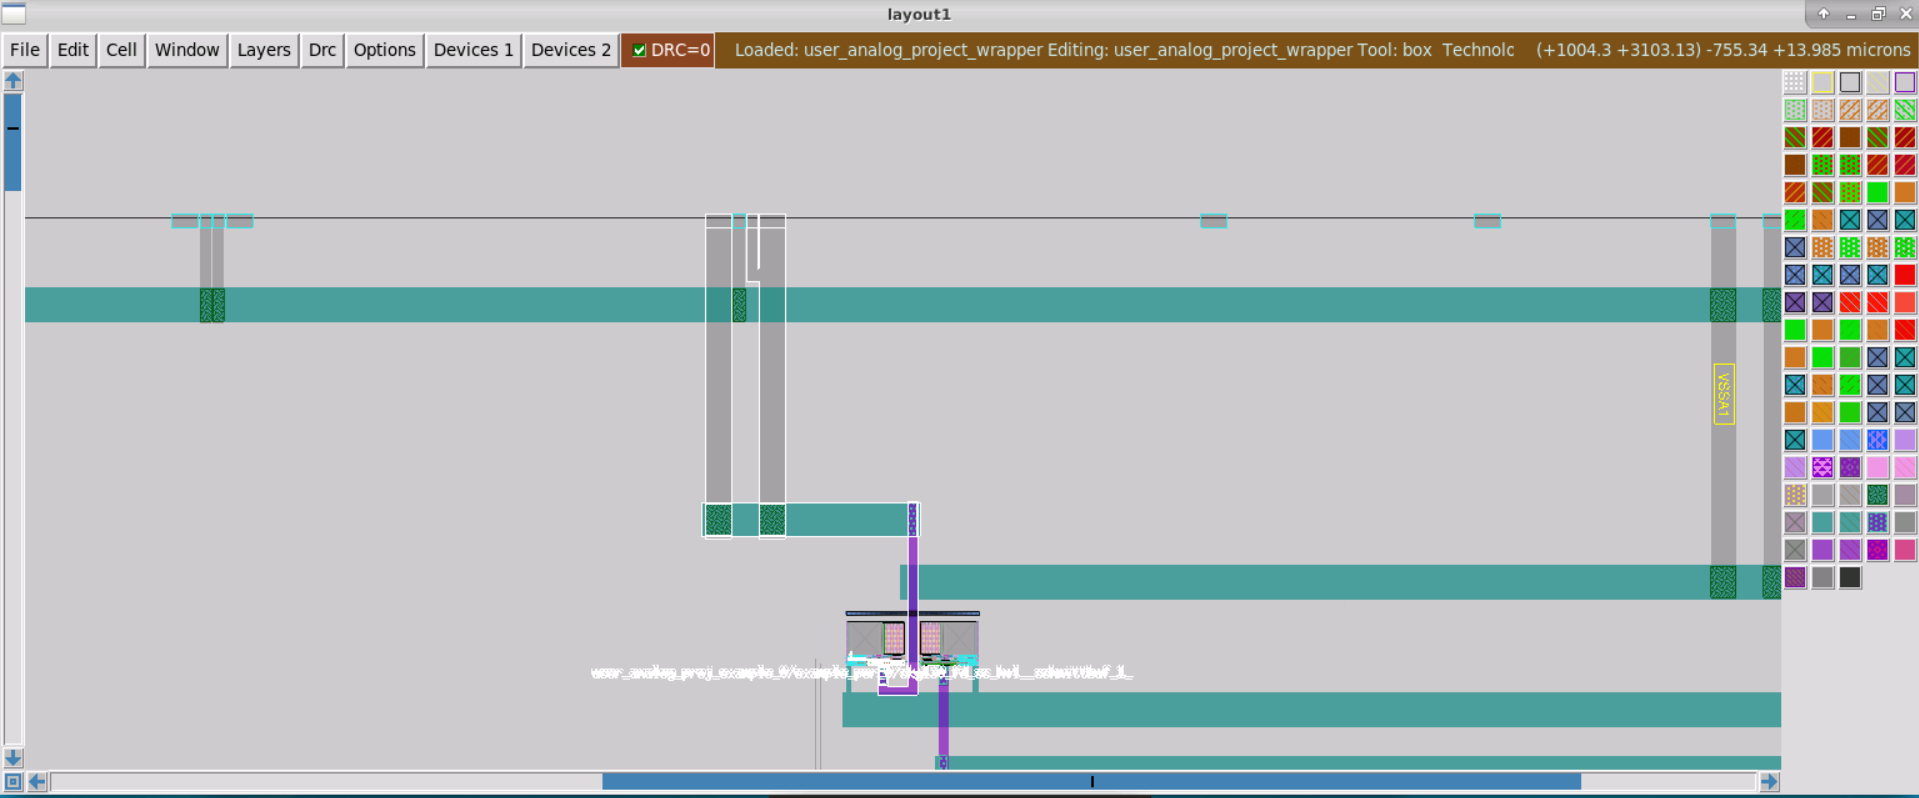 layout1
File Edit Cell Window Layers Drc Options Devices 1 Devices 2 DRC=0 Loaded: user_analog_project_wrapper Editing: user_analog_project_wrapper Tool: box Technolc (+1004.3 +3103.13) -755.34 +13.985 microns
VSSA1